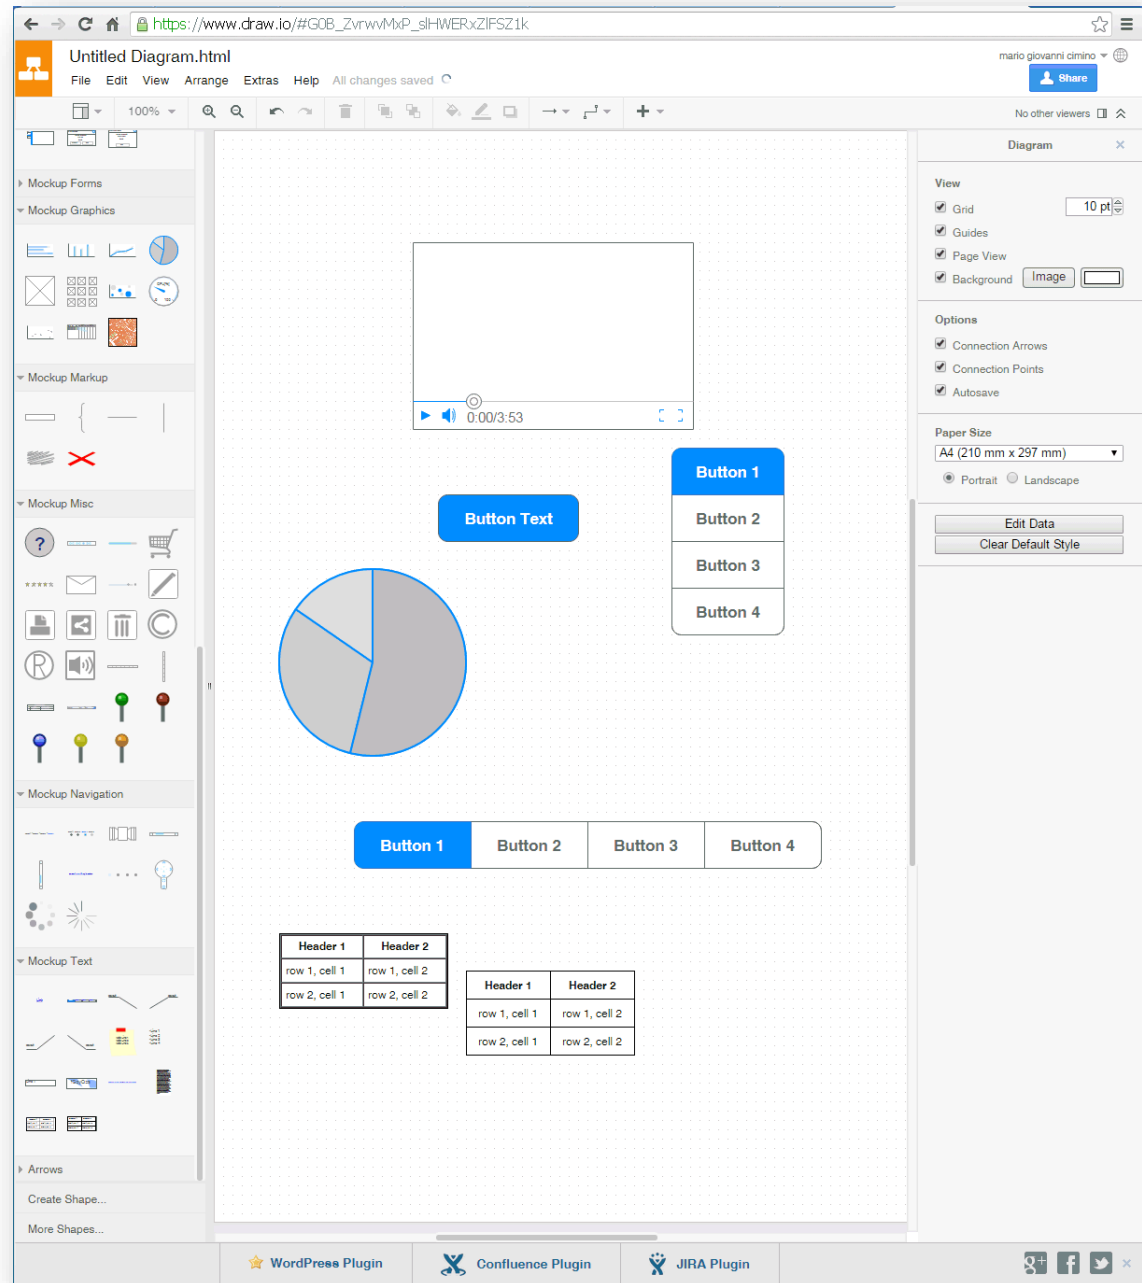 https://www.draw.io/#G0B_ZvrwvMxP_slHWERxZlFSZ1k
Untitled Diagram.html
mario giovanni cimino
File Edit View Arrange Extras Help All changes saved
Share
100%
No other viewers
Diagram
Mockup Forms
Mockup Graphics
Mockup Markup
Mockup Misc
?
Mockup Navigation
Mockup Text
Arrows
Create Shape...
More Shapes...
0:00/3:53
Button Text
Button 1
Button 2
Button 3
Button 4
Button 1 Button 2 Button 3 Button 4
Header 1 Header 2
row 1, cell 1 row 1, cell 2
row 2, cell 1 row 2, cell 2
Header 1 Header 2
row 1, cell 1 row 1, cell 2
row 2, cell 1 row 2, cell 2
View
Grid 10 pt
Guides
Page View
Background Image
Options
Connection Arrows
Connection Points
Autosave
Paper Size
A4 (210 mm x 297 mm)
Portrait Landscape
Edit Data
Clear Default Style
WordPress Plugin Confluence Plugin JIRA Plugin